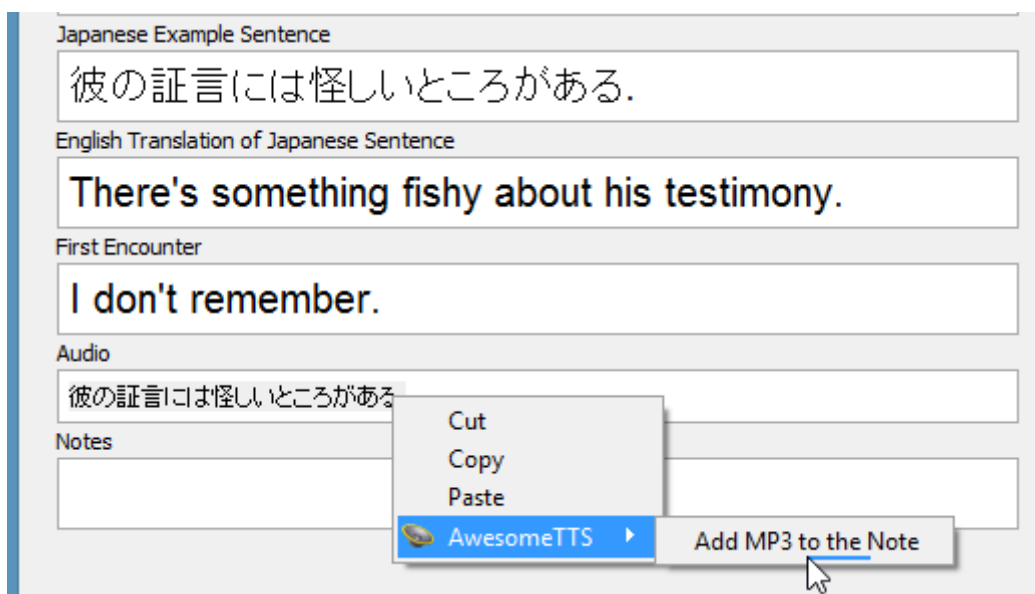 Japanese Example Sentence
彼の証言には怪しいところがある.
English Translation of Japanese Sentence
There's something fishy about his testimony.
First Encounter
I don't remember.
Audio
彼の証言には怪しいところがある
Notes
Cut
Copy
Paste
AwesomeTTS
Add MP3 to the Note